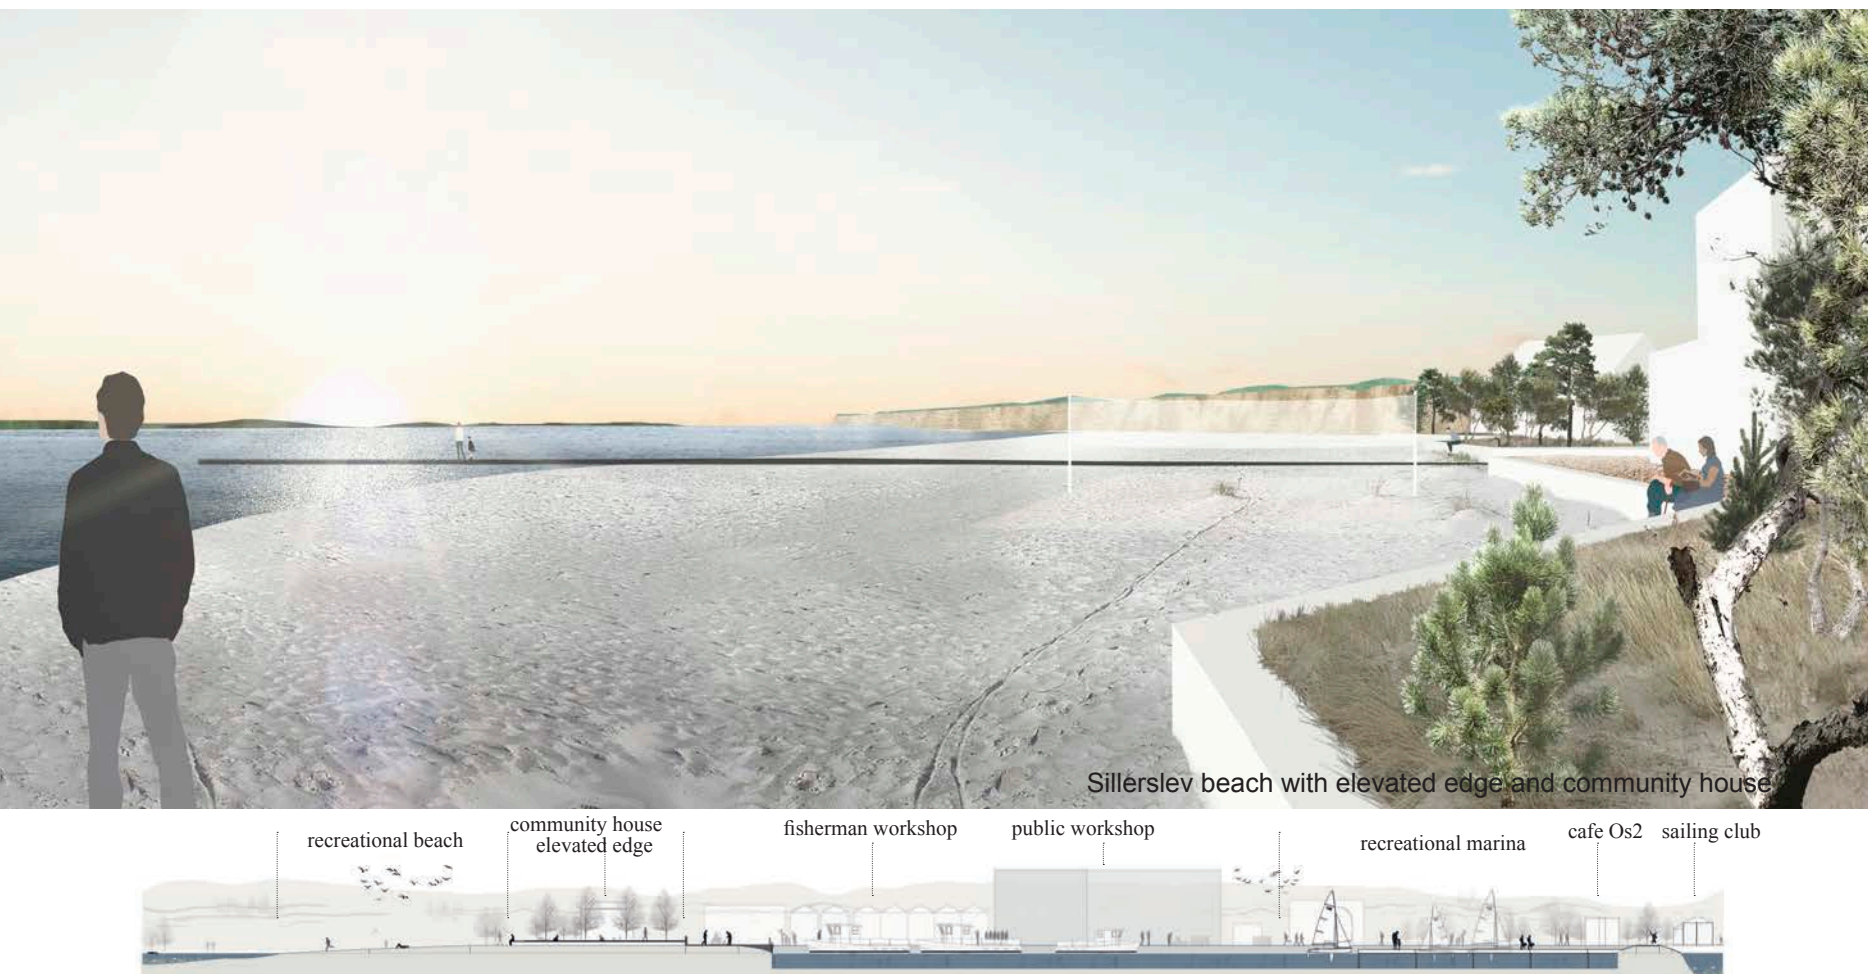 Sillerslev beach with elevated edge and community house
recreational beach
community house
elevated edge
fisherman workshop
public workshop
recreational marina
cafe Os2
sailing club